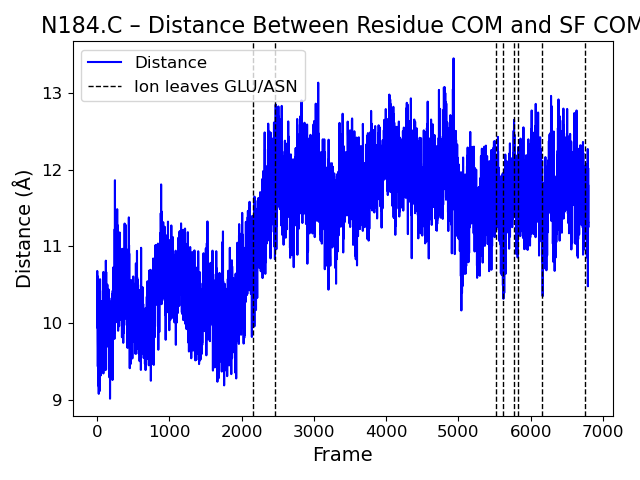 N184.C – Distance Between Residue COM and SF COM
Distance
Ion leaves GLU/ASN
13
12
11
10
9
Distance (Å)
0 1000 2000 3000 4000 5000 6000 7000
Frame